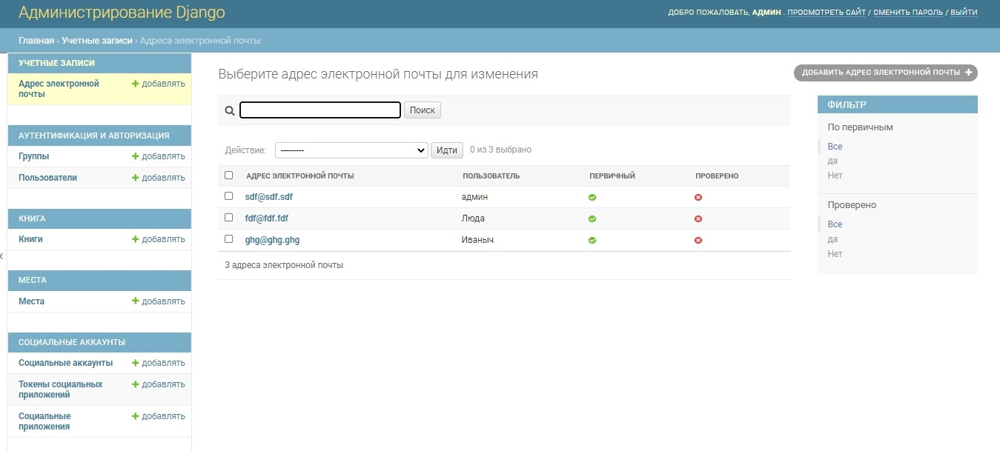 Администрирование Django
ДОБРО ПОЖАЛОВАТЬ, АДМИН . ПРОСМОТРЕТЬ САЙТ / СМЕНИТЬ ПАРОЛЬ / ВЫЙТИ
Главная › Учетные записи › Адреса электронной почты
УЧЕТНЫЕ ЗАПИСИ
Адрес электронной
почты
+ добавлять
АУТЕНТИФИКАЦИЯ И АВТОРИЗАЦИЯ
Группы + добавлять
Пользователи + добавлять
КНИГА
Книги + добавлять
МЕСТА
Места + добавлять
СОЦИАЛЬНЫЕ АККАУНТЫ
Социальные аккаунты + добавлять
Токены социальных
приложений
+ добавлять
Социальные
приложения
+ добавлять
Выберите адрес электронной почты для изменения
ДОБАВИТЬ АДРЕС ЭЛЕКТРОННОЙ ПОЧТЫ +
Поиск
Действие: --------- Идти 0 из 3 выбрано
АДРЕС ЭЛЕКТРОННОЙ ПОЧТЫ ПОЛЬЗОВАТЕЛЬ ПЕРВИЧНЫЙ ПРОВЕРЕНО
sdf@sdf.sdf админ
fdf@fdf.fdf Люда
ghg@ghg.ghg Иваныч
3 адреса электронной почты
ФИЛЬТР
По первичным
Все
да
Нет
Проверено
Все
да
Нет